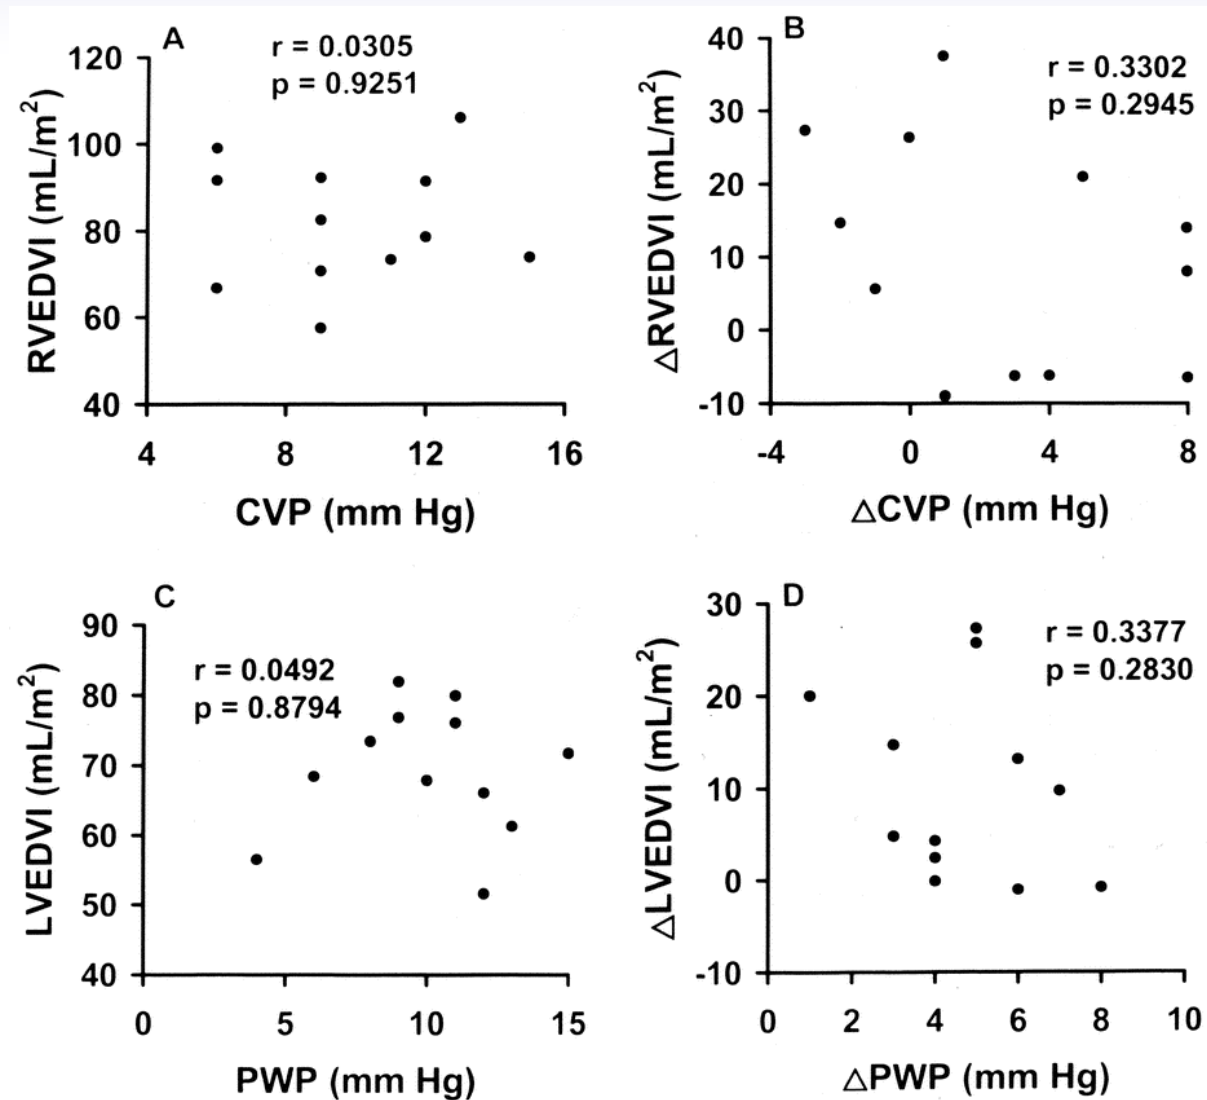 A
r = 0.0305
p = 0.9251
120
100
80
60
40
RVEDVI (mL/m²)
4 8 12 16
CVP (mm Hg)
B
r = 0.3302
p = 0.2945
40
30
20
10
0
-10
△RVEDVI (mL/m²)
-4 0 4 8
△CVP (mm Hg)
C
r = 0.0492
p = 0.8794
90
80
70
60
50
40
LVEDVI (mL/m²)
0 5 10 15
PWP (mm Hg)
D
r = 0.3377
p = 0.2830
30
20
10
0
-10
△LVEDVI (mL/m²)
0 2 4 6 8 10
△PWP (mm Hg)